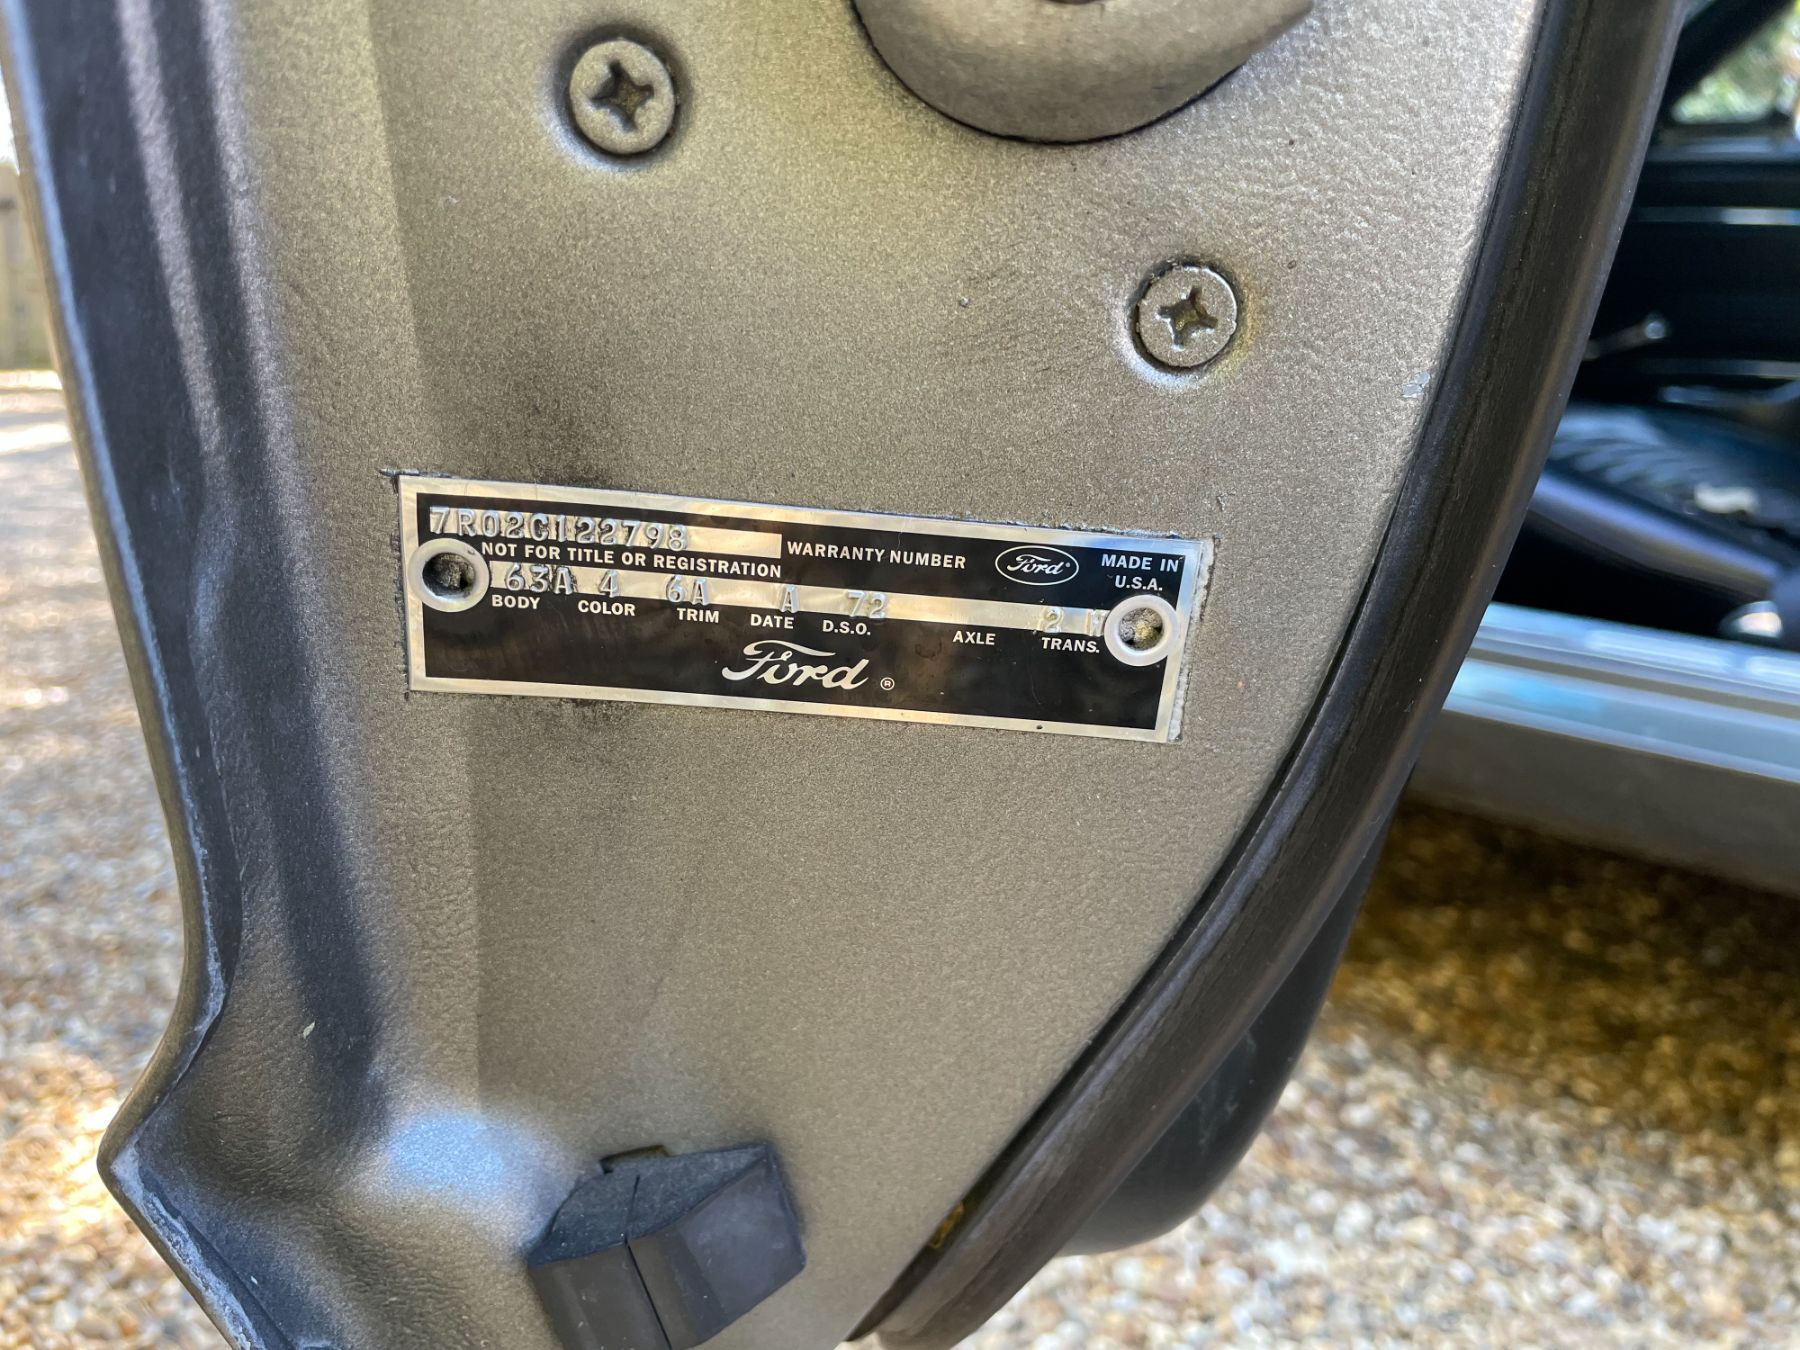 7R02C122798
WARRANTY NUMBER
Ford
MADE IN
U.S.A.
NOT FOR TITLE OR REGISTRATION
63A 4 6A A 72 2
BODY COLOR TRIM DATE D.S.O. AXLE TRANS.
Ford ®